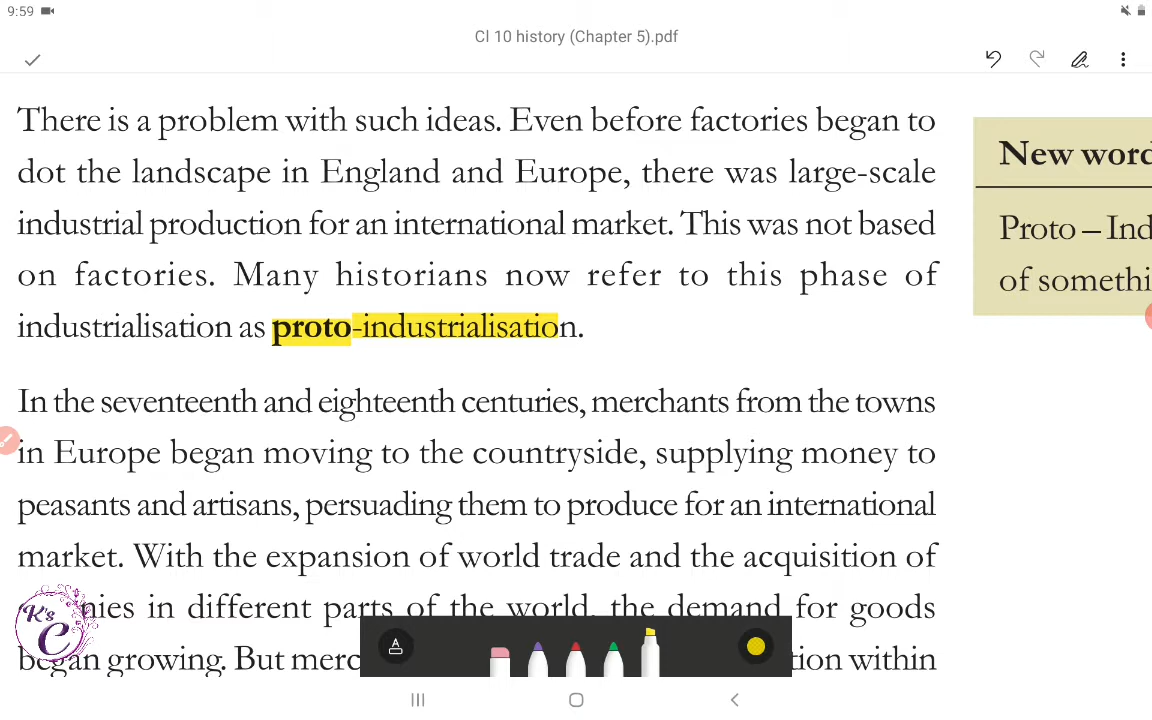 9:59
Cl 10 history (Chapter 5).pdf
There is a problem with such ideas. Even before factories began to
dot the landscape in England and Europe, there was large-scale
industrial production for an international market. This was not based
on factories. Many historians now refer to this phase of
industrialisation as proto-industrialisation.
New word
Proto – Ind
of somethi
In the seventeenth and eighteenth centuries, merchants from the towns
in Europe began moving to the countryside, supplying money to
peasants and artisans, persuading them to produce for an international
market. With the expansion of world trade and the acquisition of
nies in different parts of the world, the demand for goods
began growing. But merc tion within
K's
C
A